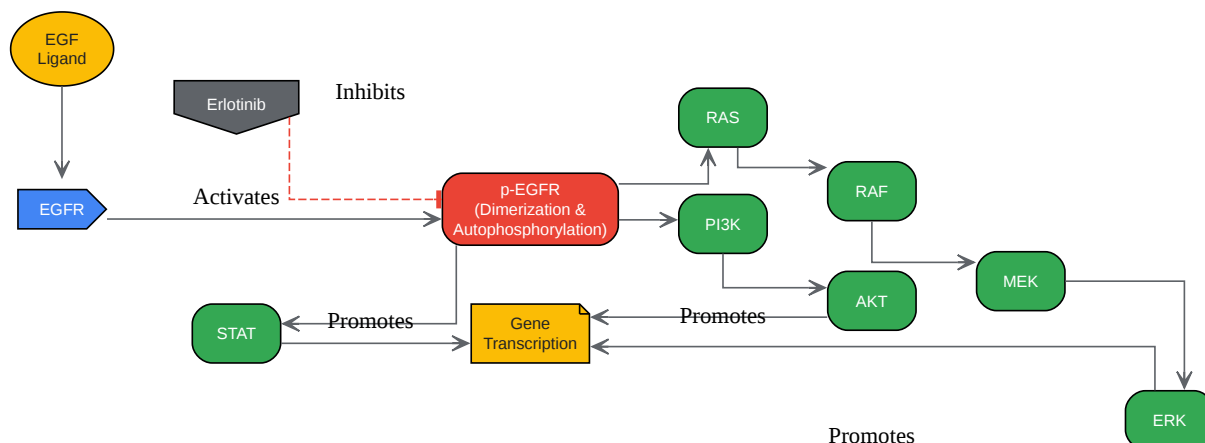 EGF
Ligand
Erlotinib
Inhibits
RAS
RAF
EGFR
Activates
p-EGFR
(Dimerization &
Autophosphorylation)
PI3K
MEK
AKT
STAT
Promotes
Gene
Transcription
Promotes
ERK
Promotes